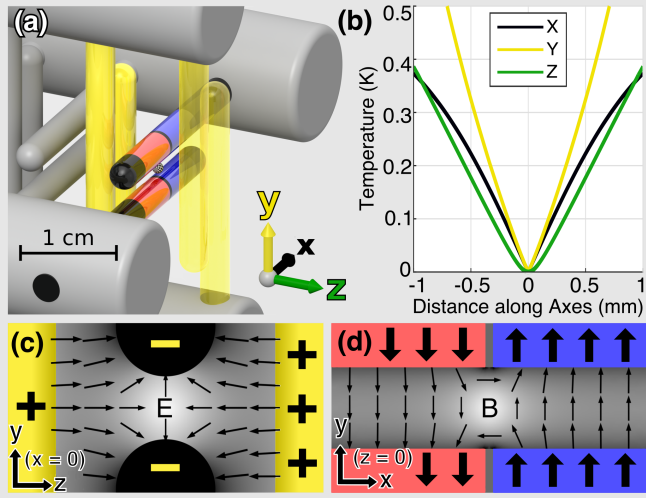 (a)
1 cm
y
x
z
(b)
Temperature (K)
0.5
0.4
0.3
0.2
0.1
0
X
Y
Z
-1 -0.5 0 0.5 1
Distance along Axes (mm)
(c)
E
+
+
+
+
−
−
y
(x = 0)
z
(d)
B
y
(z = 0)
x